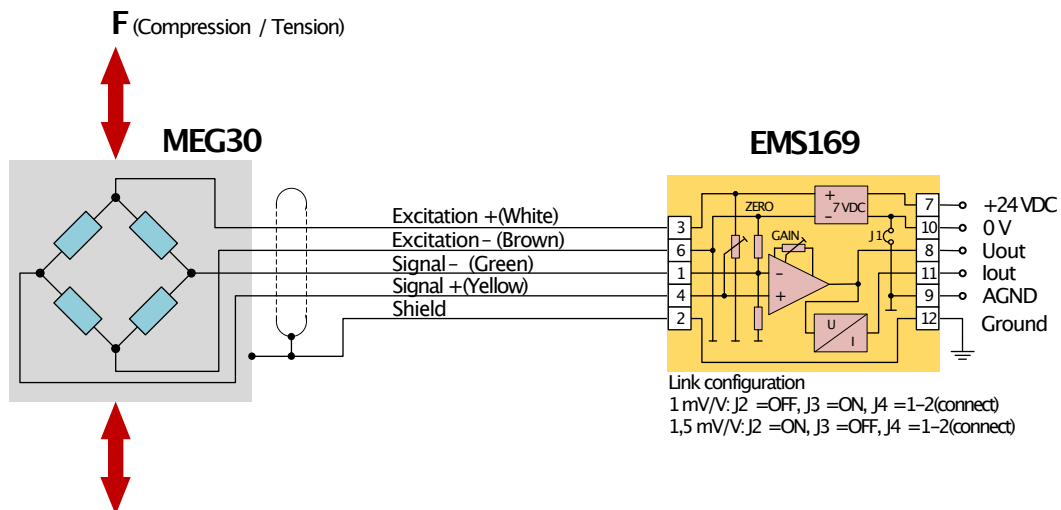 F (Compression / Tension)
MEG30
EMS169
Excitation +(White)
Excitation – (Brown)
Signal – (Green)
Signal +(Yellow)
Shield
3
6
1
4
2
ZERO
GAIN
+
–
7 VDC
J1
–
+
U
I
7
10
8
11
9
12
+24 VDC
0 V
Uout
Iout
AGND
Ground
Link configuration
1 mV/V: J2 =OFF, J3 =ON, J4 =1–2(connect)
1,5 mV/V: J2 =ON, J3 =OFF, J4 =1–2(connect)